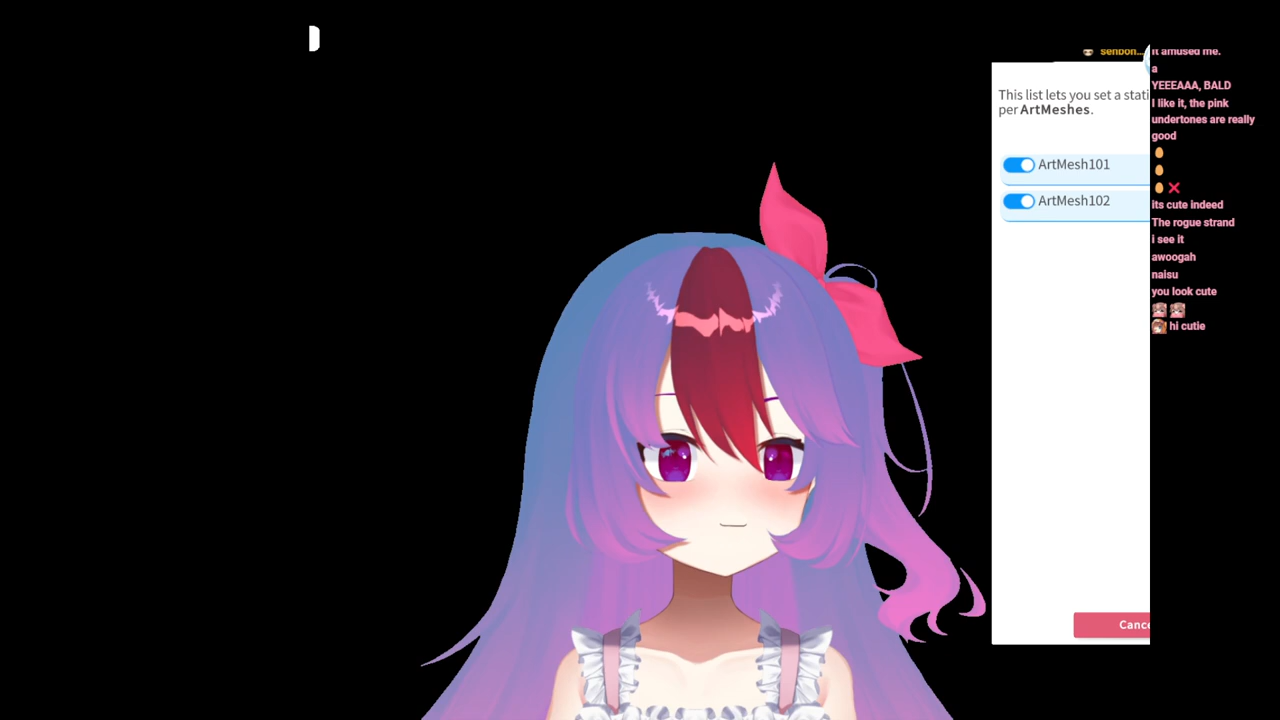 This list lets you set a stati
per ArtMeshes.
ArtMesh101
ArtMesh102
Cance
senbon...
It amused me.
a
YEEEAAA, BALD
I like it, the pink
undertones are really
good
its cute indeed
The rogue strand
i see it
awoogah
naisu
you look cute
hi cutie